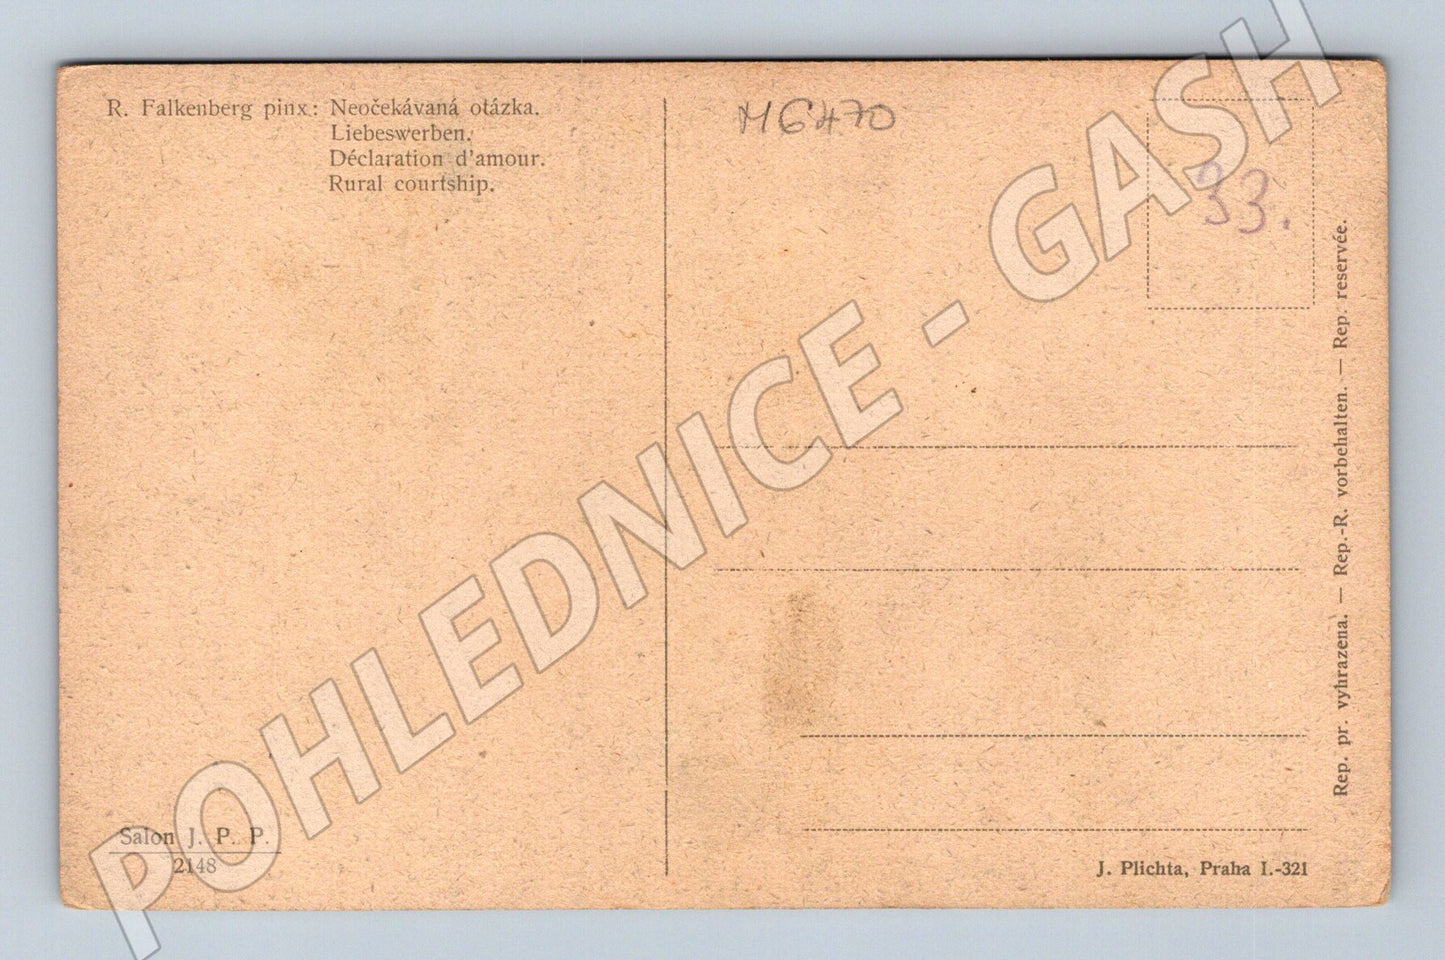 R. Falkenberg pinx.: Neočekávaná otázka.
Liebeswerben.
Déclaration d'amour.
Rural courtship.
M6470
33.
Rep. pr. vyhrazena. — Rep.-R. vorbehalten. — Rep. reservée.
Salon J. P. P.
2148
J. Plichta, Praha I.-321
POHLEDNICE - GASH